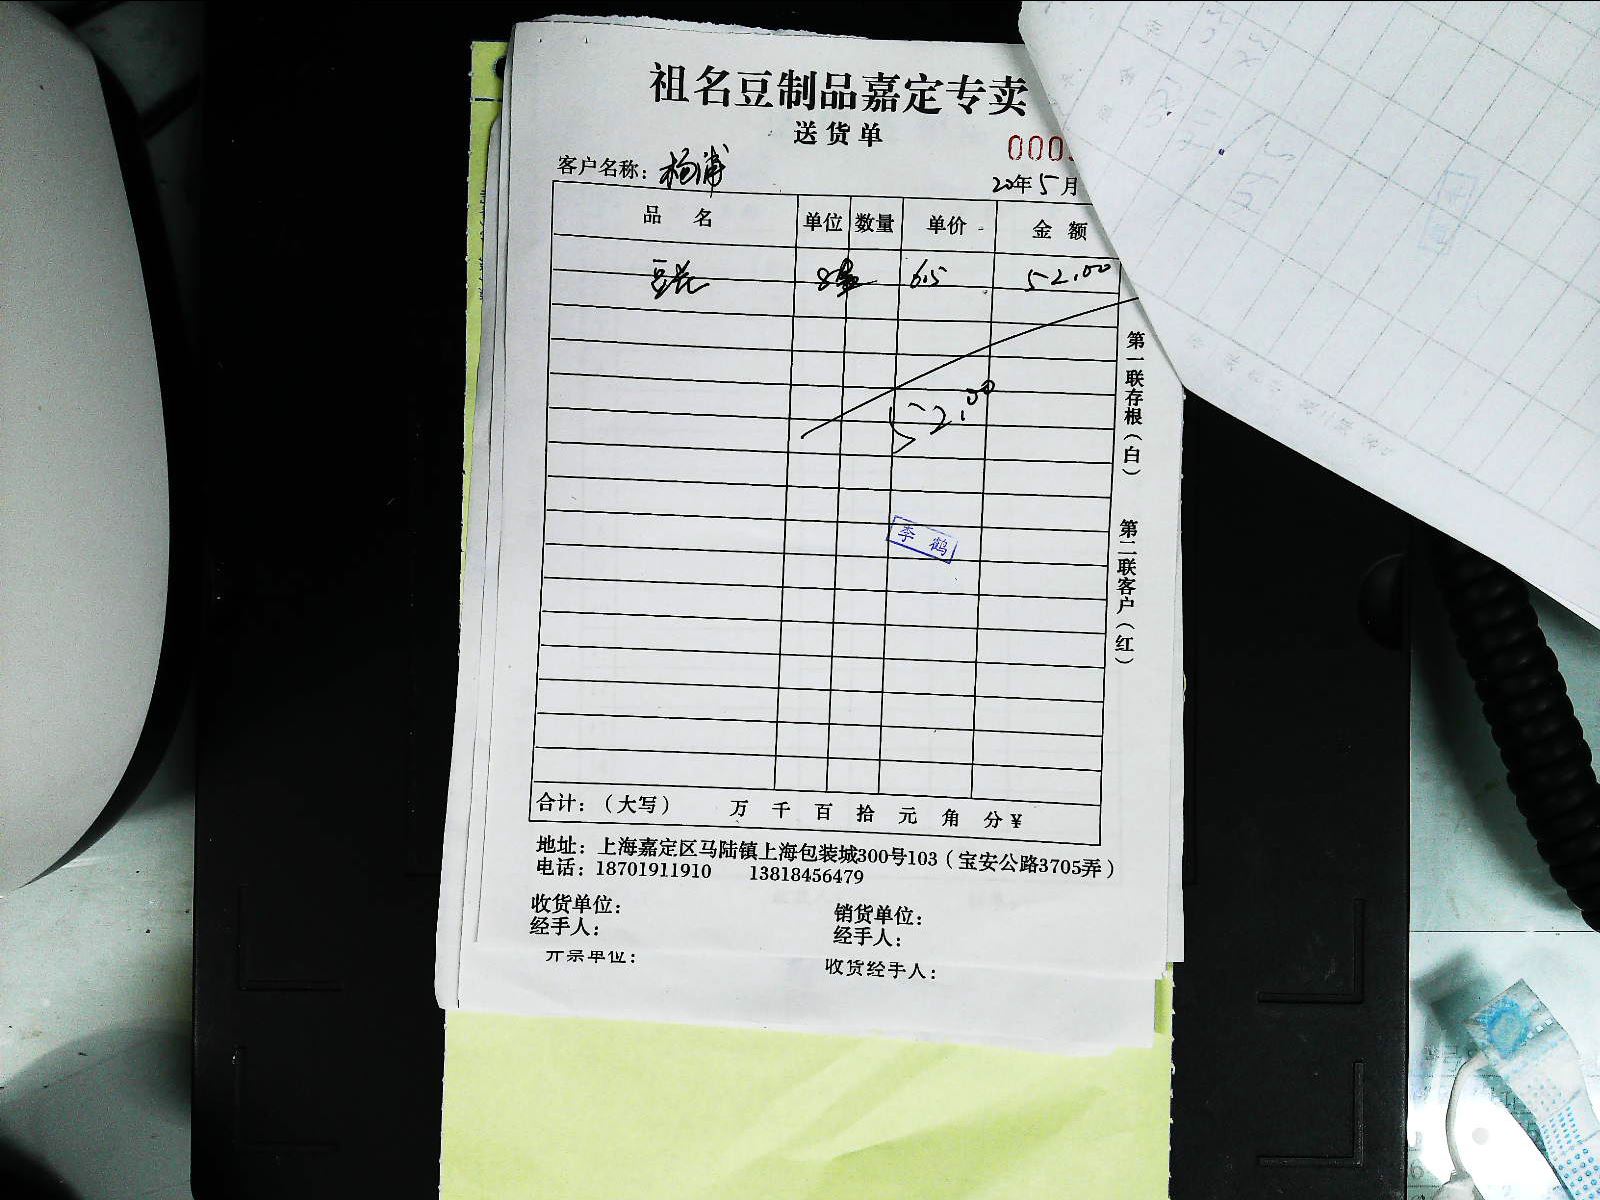 祖名豆制品嘉定专卖
送货单
000
客户名称：杨浦
20年5月
品名 单位 数量 单价 金额
豆花 8 6.5 52.00
52.00
李鹤
第一联存根（白）
第二联客户（红）
合计：（大写） 万 千 百 拾 元 角 分￥
地址：上海嘉定区马陆镇上海包装城300号103（宝安公路3705弄）
电话：18701911910 13818456479
收货单位： 销货单位：
经手人： 经手人：
开票单位： 收货经手人：